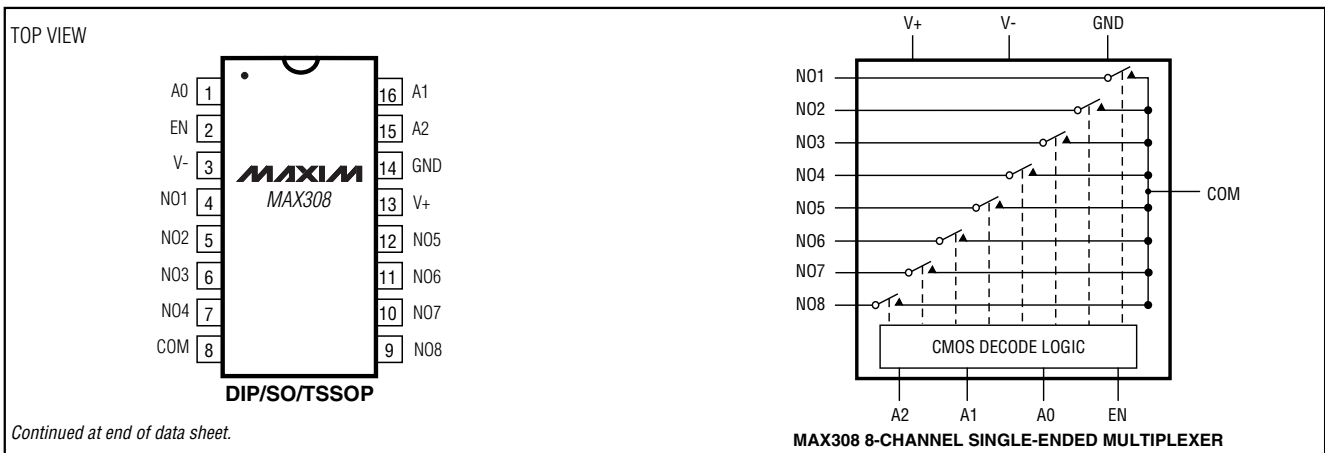 TOP VIEW
A0 1
EN 2
V- 3
NO1 4
NO2 5
NO3 6
NO4 7
COM 8
MAXIM
MAX308
16 A1
15 A2
14 GND
13 V+
12 NO5
11 NO6
10 NO7
9 NO8
DIP/SO/TSSOP
Continued at end of data sheet.
V+ V- GND
NO1
NO2
NO3
NO4
NO5
NO6
NO7
NO8
COM
CMOS DECODE LOGIC
A2 A1 A0 EN
MAX308 8-CHANNEL SINGLE-ENDED MULTIPLEXER